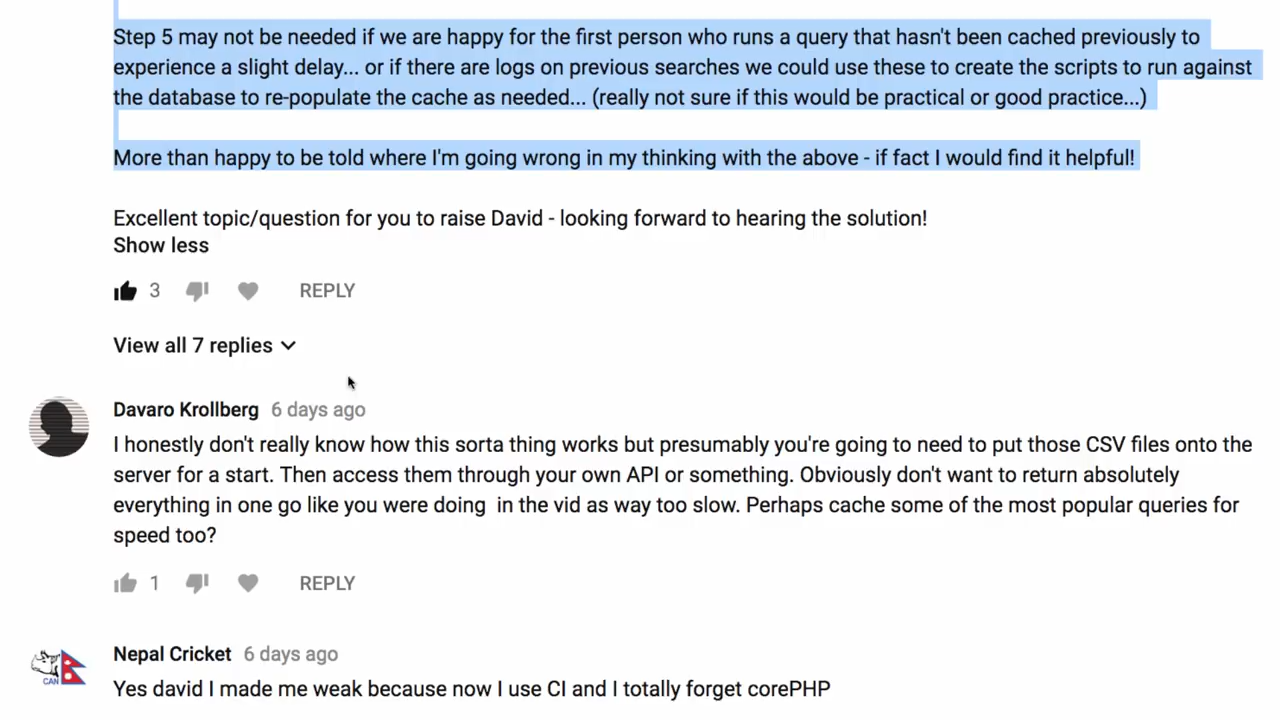 Step 5 may not be needed if we are happy for the first person who runs a query that hasn't been cached previously to
experience a slight delay... or if there are logs on previous searches we could use these to create the scripts to run against
the database to re-populate the cache as needed... (really not sure if this would be practical or good practice...)
More than happy to be told where I'm going wrong in my thinking with the above - if fact I would find it helpful!
Excellent topic/question for you to raise David - looking forward to hearing the solution!
Show less
3 REPLY
View all 7 replies
Davaro Krollberg 6 days ago
I honestly don't really know how this sorta thing works but presumably you're going to need to put those CSV files onto the
server for a start. Then access them through your own API or something. Obviously don't want to return absolutely
everything in one go like you were doing  in the vid as way too slow. Perhaps cache some of the most popular queries for
speed too?
1 REPLY
Nepal Cricket 6 days ago
CAN
Yes david I made me weak because now I use CI and I totally forget corePHP